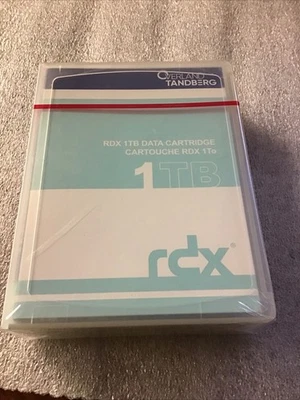 OVERLAND
TANDBERG
RDX 1TB DATA CARTRIDGE
CARTOUCHE RDX 1To
1TB
rdx®